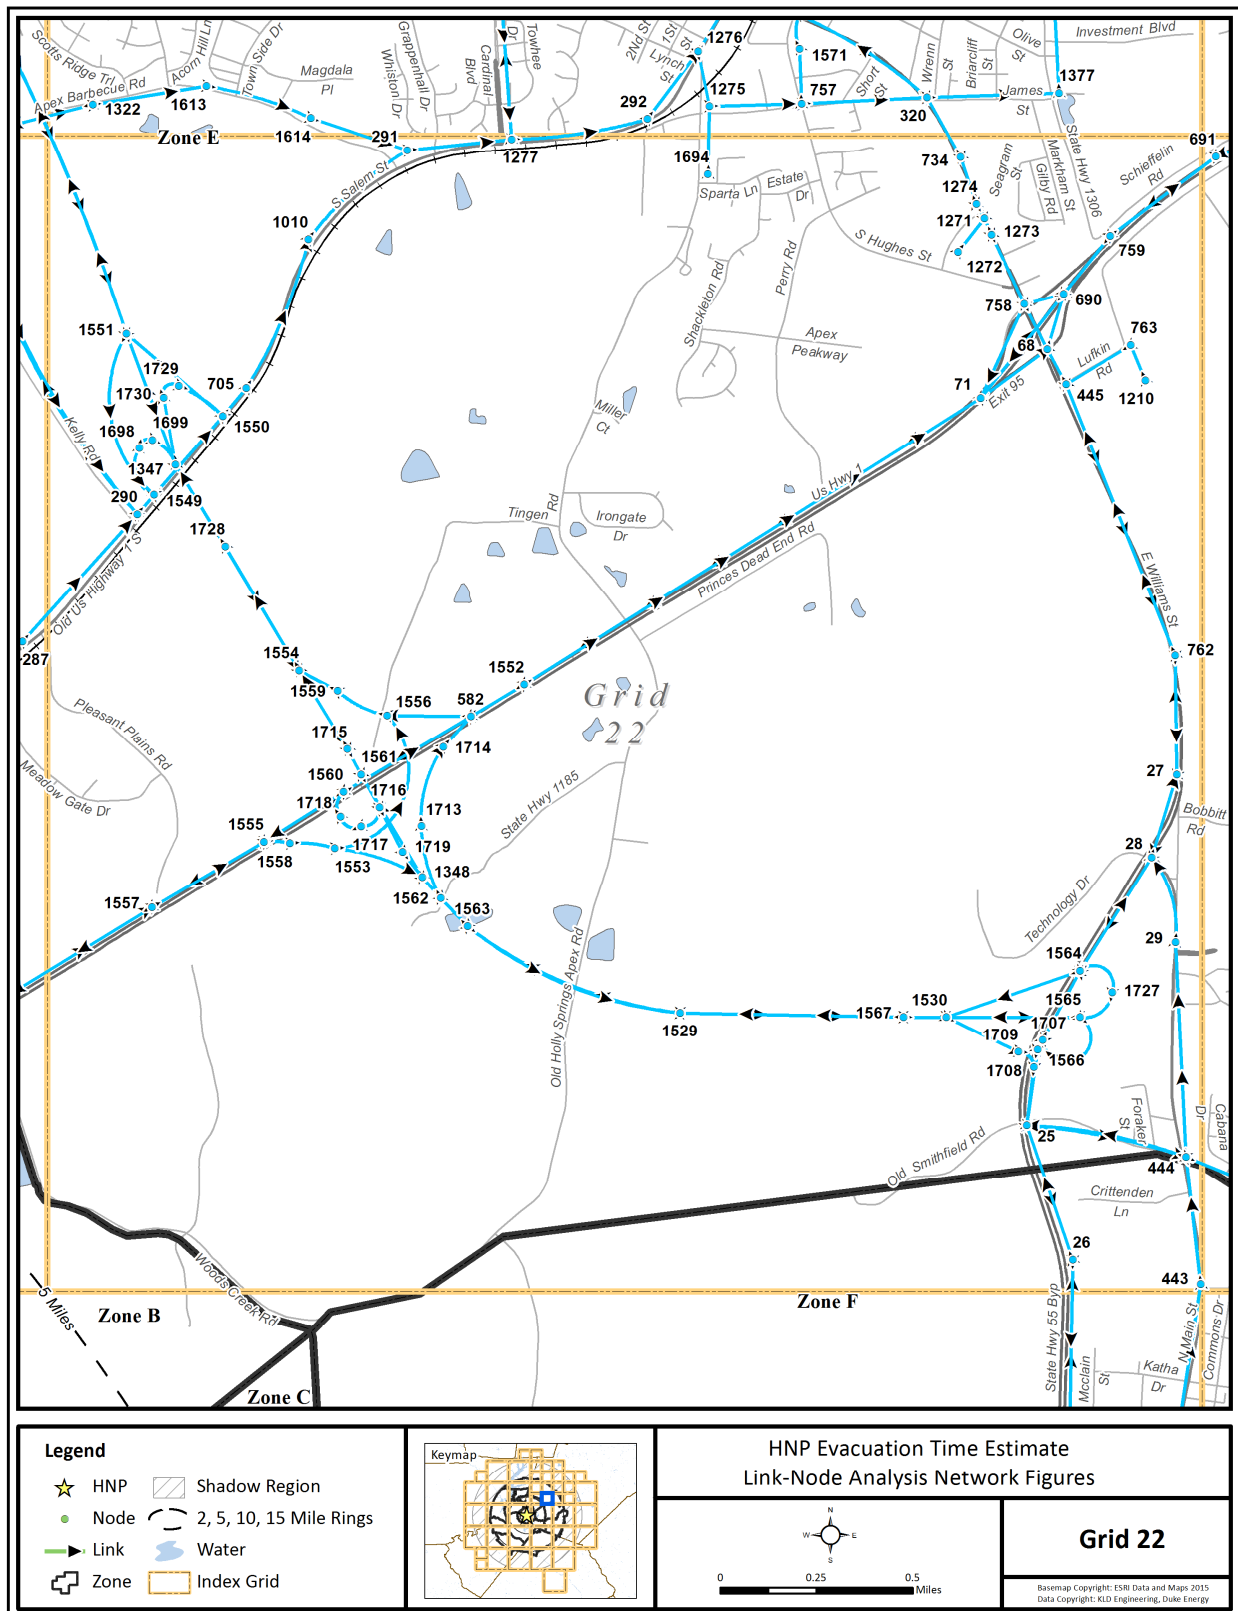 Scotts Ridge Trl
Apex Barbecue Rd
Acorn Hill Ln
Town Side Dr
Magdala
Pl
Grappenhall Dr
Whiston Dr
Cardinal
Blvd
Dr
Towhee
2Nd St
1St
St
Lynch
St
1276
1571
Short
St
Wrenn
St
Briarcliff
St
Olive
St
Investment Blvd
1377
1322
1613
1614
291
1277
292
1275
757
320
James
St
Zone E
S Salem St
1694
Sparta Ln
Estate
Dr
734
1274
1271
1273
1272
Seagram
St
Gilby Rd
Markham St
State Hwy 1306
Schieffelin
Rd
691
759
1010
S Hughes St
Perry Rd
Shackleton Rd
Apex
Peakway
758
690
68
763
Lufkin
Rd
71
Exit 95
445
1210
1551
1729
1730
705
1698
1699
1550
1347
290
1549
Kelly Rd
1728
Miller
Ct
Tingen
Rd
Irongate
Dr
Us Hwy 1
Princes Dead End Rd
Old Us Highway 1 S
287
E Williams St
762
1554
1559
1556
582
1552
Grid
22
Pleasant Plains Rd
Meadow Gate Dr
1715
1561
1714
1560
1716
1718
1713
1555
1558
1553
1717
1719
1348
1562
1563
1557
State Hwy 1185
27
Bobbitt
Rd
28
Technology Dr
29
1564
1727
1565
1530
1567
1529
1707
1709
1566
1708
Old Holly Springs Apex Rd
25
Old Smithfield Rd
Foraker
St
Cabana
Dr
444
Crittenden
Ln
26
443
Woods Creek Rd
5 Miles
Zone B
Zone C
Zone F
State Hwy 55 Byp
Mcclain
St
Katha
Dr
N Main St
Commons Dr
Legend
HNP
Node
Link
Zone
Shadow Region
2, 5, 10, 15 Mile Rings
Water
Index Grid
Keymap
HNP Evacuation Time Estimate
Link-Node Analysis Network Figures
N
W
E
S
0
0.25
0.5
Miles
Grid 22
Basemap Copyright: ESRI Data and Maps 2015
Data Copyright: KLD Engineering, Duke Energy